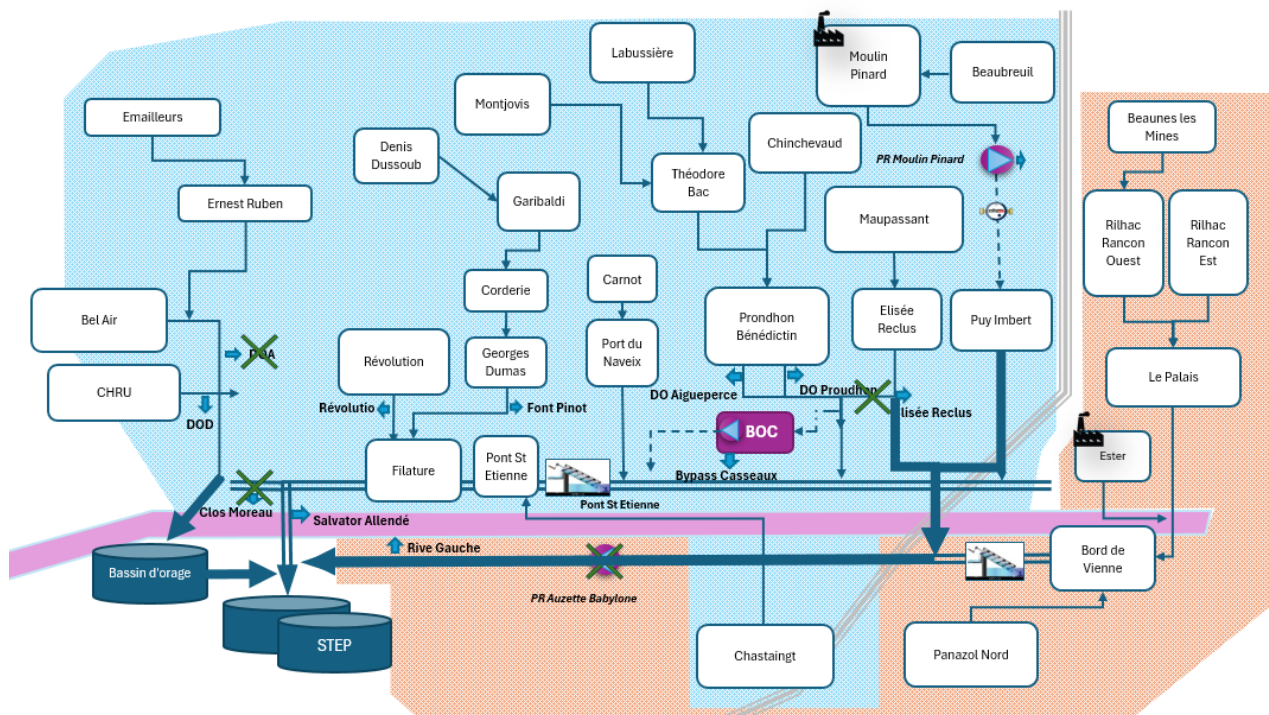 Labussière
Moulin
Pinard
Beaubreuil
Emailleurs
Montjovis
Beaunes les
Mines
Denis
Dussoub
Chinchevaud
PR Moulin Pinard
Théodore
Bac
Ernest Ruben
Garibaldi
Maupassant
Rilhac
Rancon
Ouest
Rilhac
Rancon
Est
Corderie
Carnot
Bel Air
Prondhon
Bénédictin
Elisée
Reclus
Puy Imbert
Révolution
Georges
Dumas
Port du
Naveix
DOA
CHRU
Le Palais
DO Aigueperce
DO Proudhon
Révolutio
Font Pinot
Elisée Reclus
DOD
BOC
Filature
Pont St
Etienne
Ester
Bypass Casseaux
Pont St Etienne
Clos Moreau
Salvator Allendé
Rive Gauche
Bord de
Vienne
Bassin d'orage
PR Auzette Babylone
STEP
Chastaingt
Panazol Nord